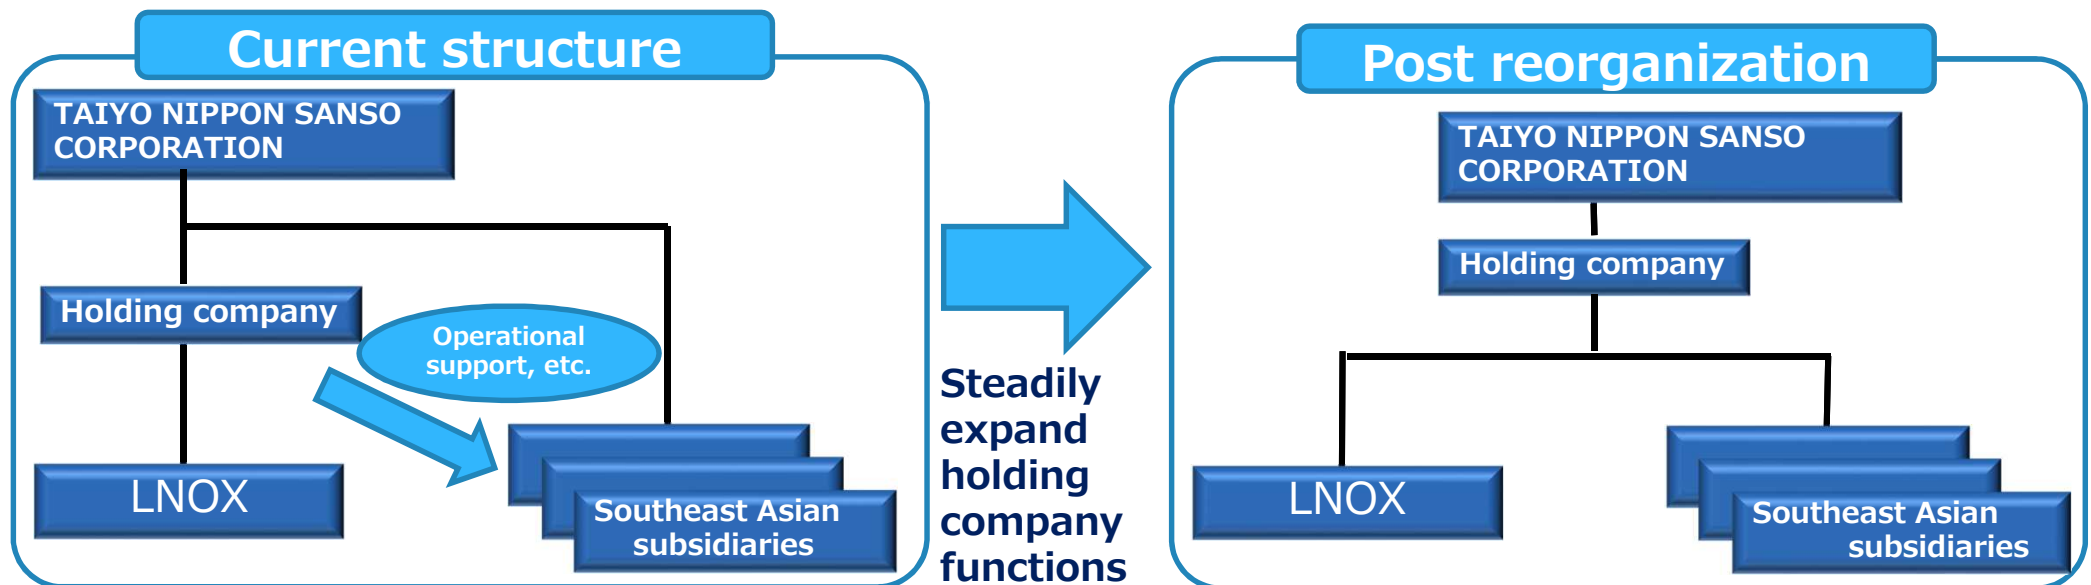 Current structure
TAIYO NIPPON SANSO
CORPORATION
Holding company
Operational
support, etc.
LNOX
Southeast Asian
subsidiaries
Steadily
expand
holding
company
functions
Post reorganization
TAIYO NIPPON SANSO
CORPORATION
Holding company
LNOX
Southeast Asian
subsidiaries